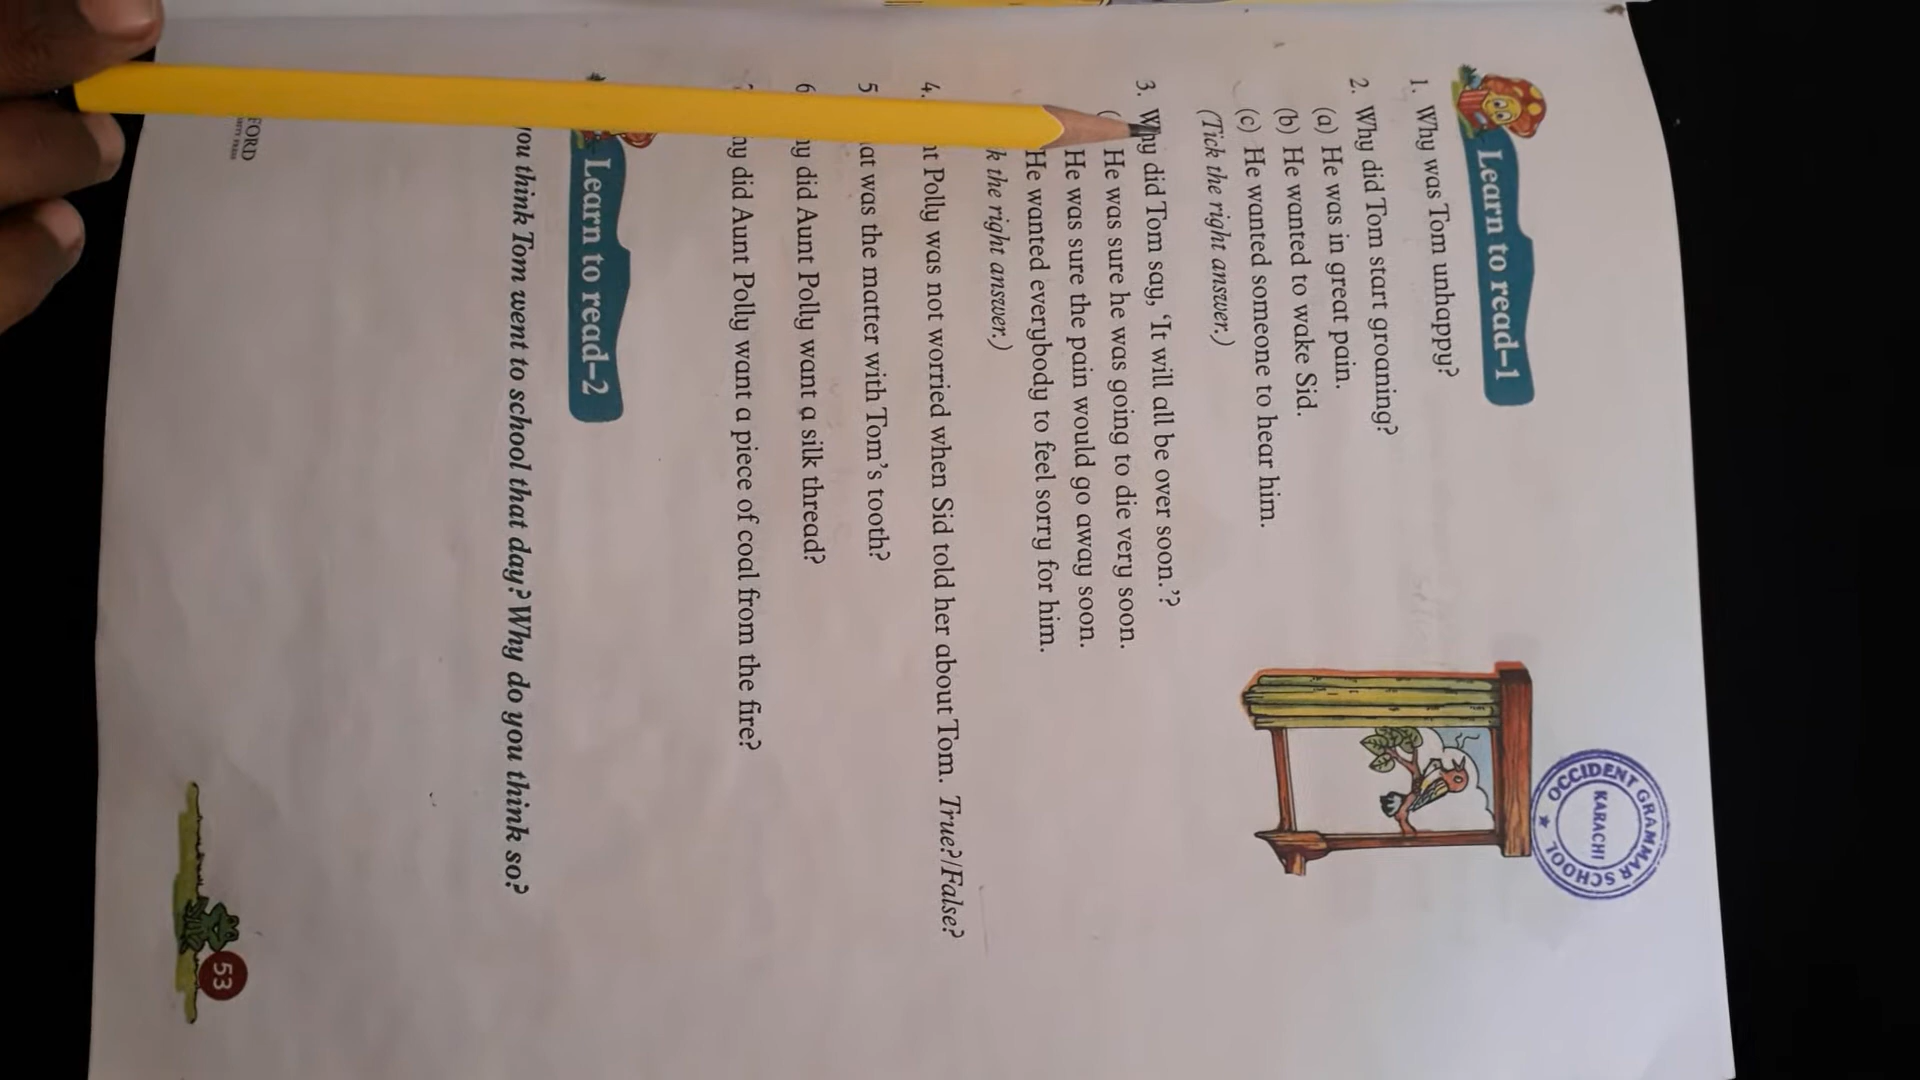 Learn to read–1
1. Why was Tom unhappy?
2. Why did Tom start groaning?
(a) He was in great pain.
(b) He wanted to wake Sid.
(c) He wanted someone to hear him.
(Tick the right answer.)
3. Why did Tom say, ‘It will all be over soon.’?
( He was sure he was going to die very soon.
He was sure the pain would go away soon.
He wanted everybody to feel sorry for him.
k the right answer.)
4. nt Polly was not worried when Sid told her about Tom. True?/False?
5 at was the matter with Tom’s tooth?
6 y did Aunt Polly want a silk thread?
ny did Aunt Polly want a piece of coal from the fire?
Learn to read–2
you think Tom went to school that day? Why do you think so?
OCCIDENT GRAMMAR SCHOOL
KARACHI
FORD
53